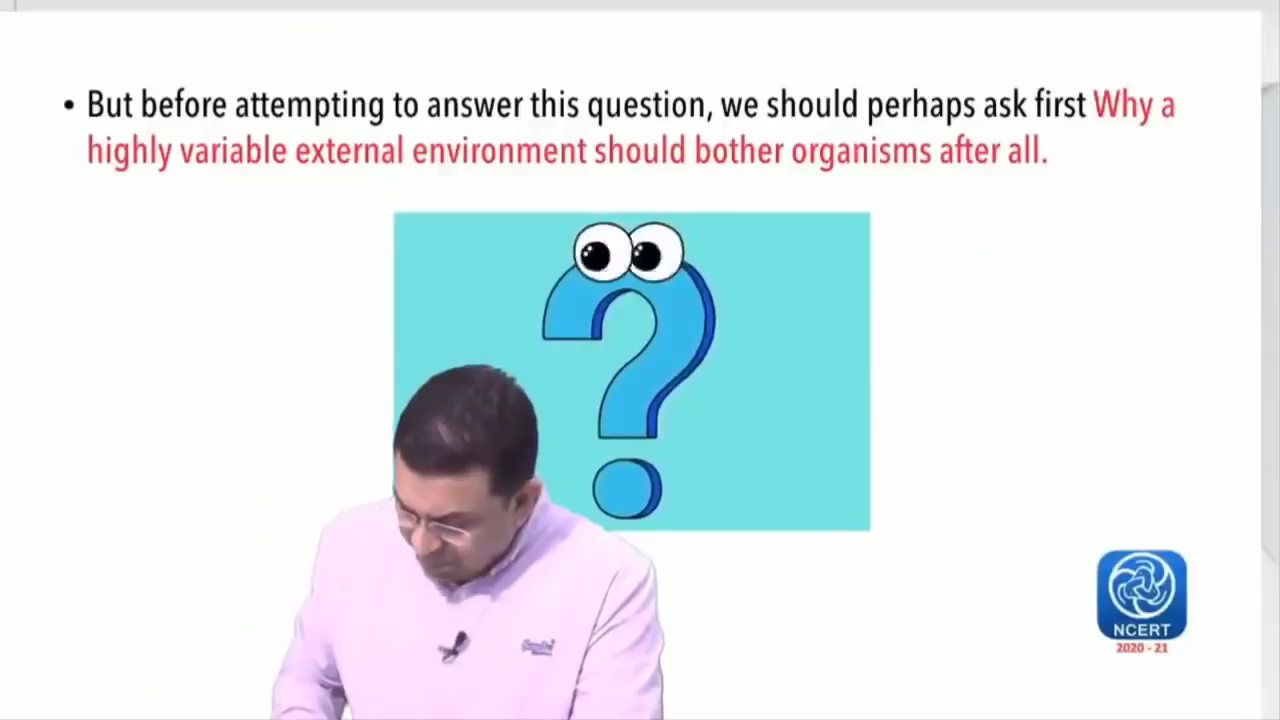 • But before attempting to answer this question, we should perhaps ask first Why a
highly variable external environment should bother organisms after all.
NCERT
2020 - 21